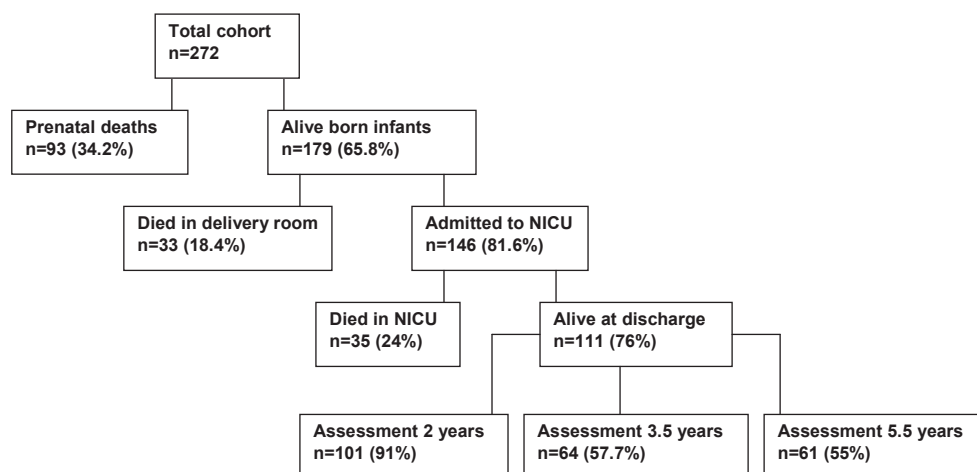 Total cohort
n=272
Prenatal deaths
n=93 (34.2%)
Alive born infants
n=179 (65.8%)
Died in delivery room
n=33 (18.4%)
Admitted to NICU
n=146 (81.6%)
Died in NICU
n=35 (24%)
Alive at discharge
n=111 (76%)
Assessment 2 years
n=101 (91%)
Assessment 3.5 years
n=64 (57.7%)
Assessment 5.5 years
n=61 (55%)